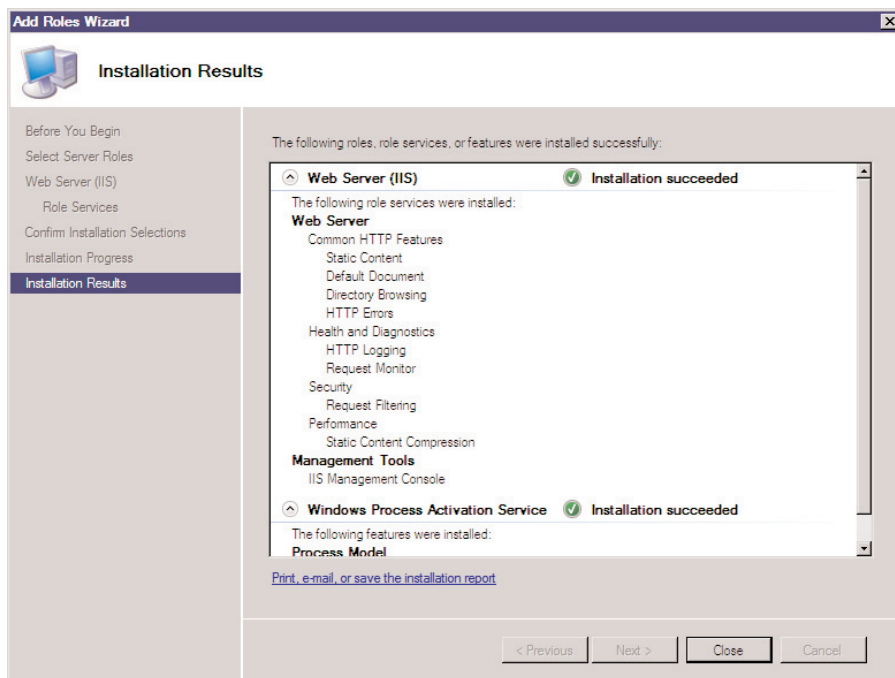 Add Roles Wizard
Installation Results
Before You Begin
Select Server Roles
Web Server (IIS)
Role Services
Confirm Installation Selections
Installation Progress
Installation Results
The following roles, role services, or features were installed successfully:
Web Server (IIS) Installation succeeded
The following role services were installed:
Web Server
Common HTTP Features
Static Content
Default Document
Directory Browsing
HTTP Errors
Health and Diagnostics
HTTP Logging
Request Monitor
Security
Request Filtering
Performance
Static Content Compression
Management Tools
IIS Management Console
Windows Process Activation Service Installation succeeded
The following features were installed:
Process Model
Print, e-mail, or save the installation report
< Previous Next > Close Cancel